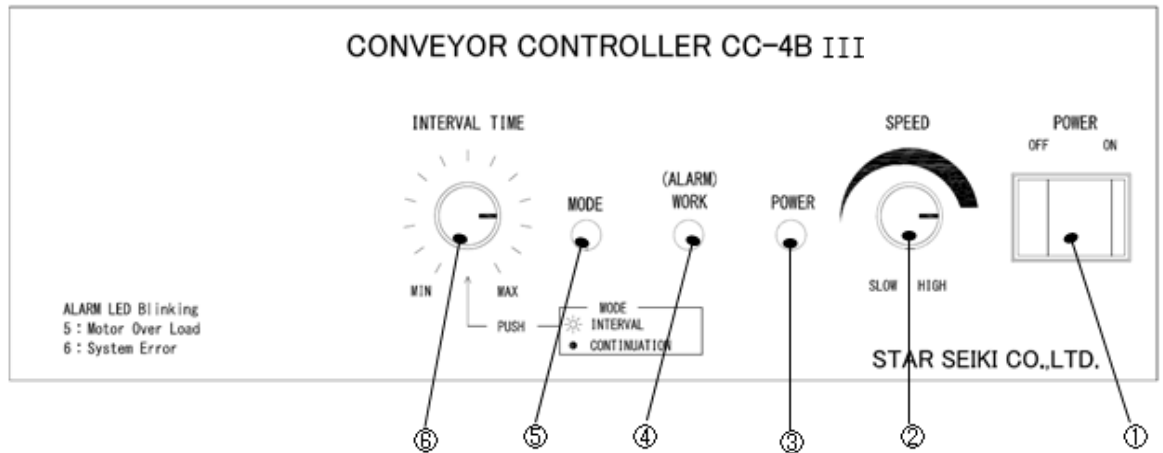 CONVEYOR CONTROLLER CC-4B III
INTERVAL TIME
SPEED
POWER
OFF
ON
(ALARM)
MODE
WORK
POWER
MIN
MAX
SLOW
HIGH
PUSH
MODE
INTERVAL
CONTINUATION
ALARM LED Blinking
5 : Motor Over Load
6 : System Error
STAR SEIKI CO.,LTD.
⑥ ⑤ ④ ③ ② ①